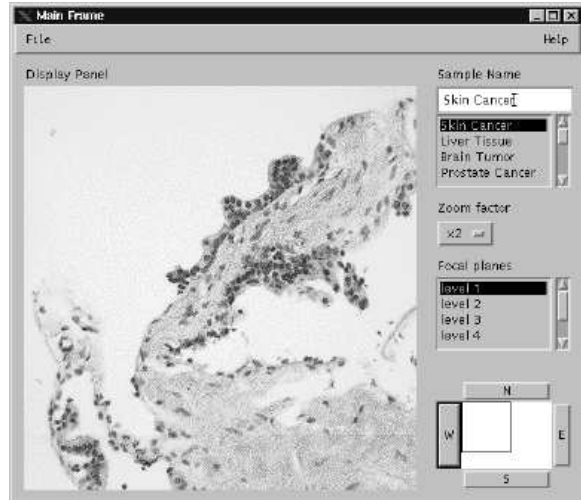 Main Frame
File Help
Display Panel
Sample Name
Skin Cancer
Skin Cancer
Liver Tissue
Brain Tumor
Prostate Cancer
Zoom factor
x2
Focal planes
level 1
level 2
level 3
level 4
N
W E
S